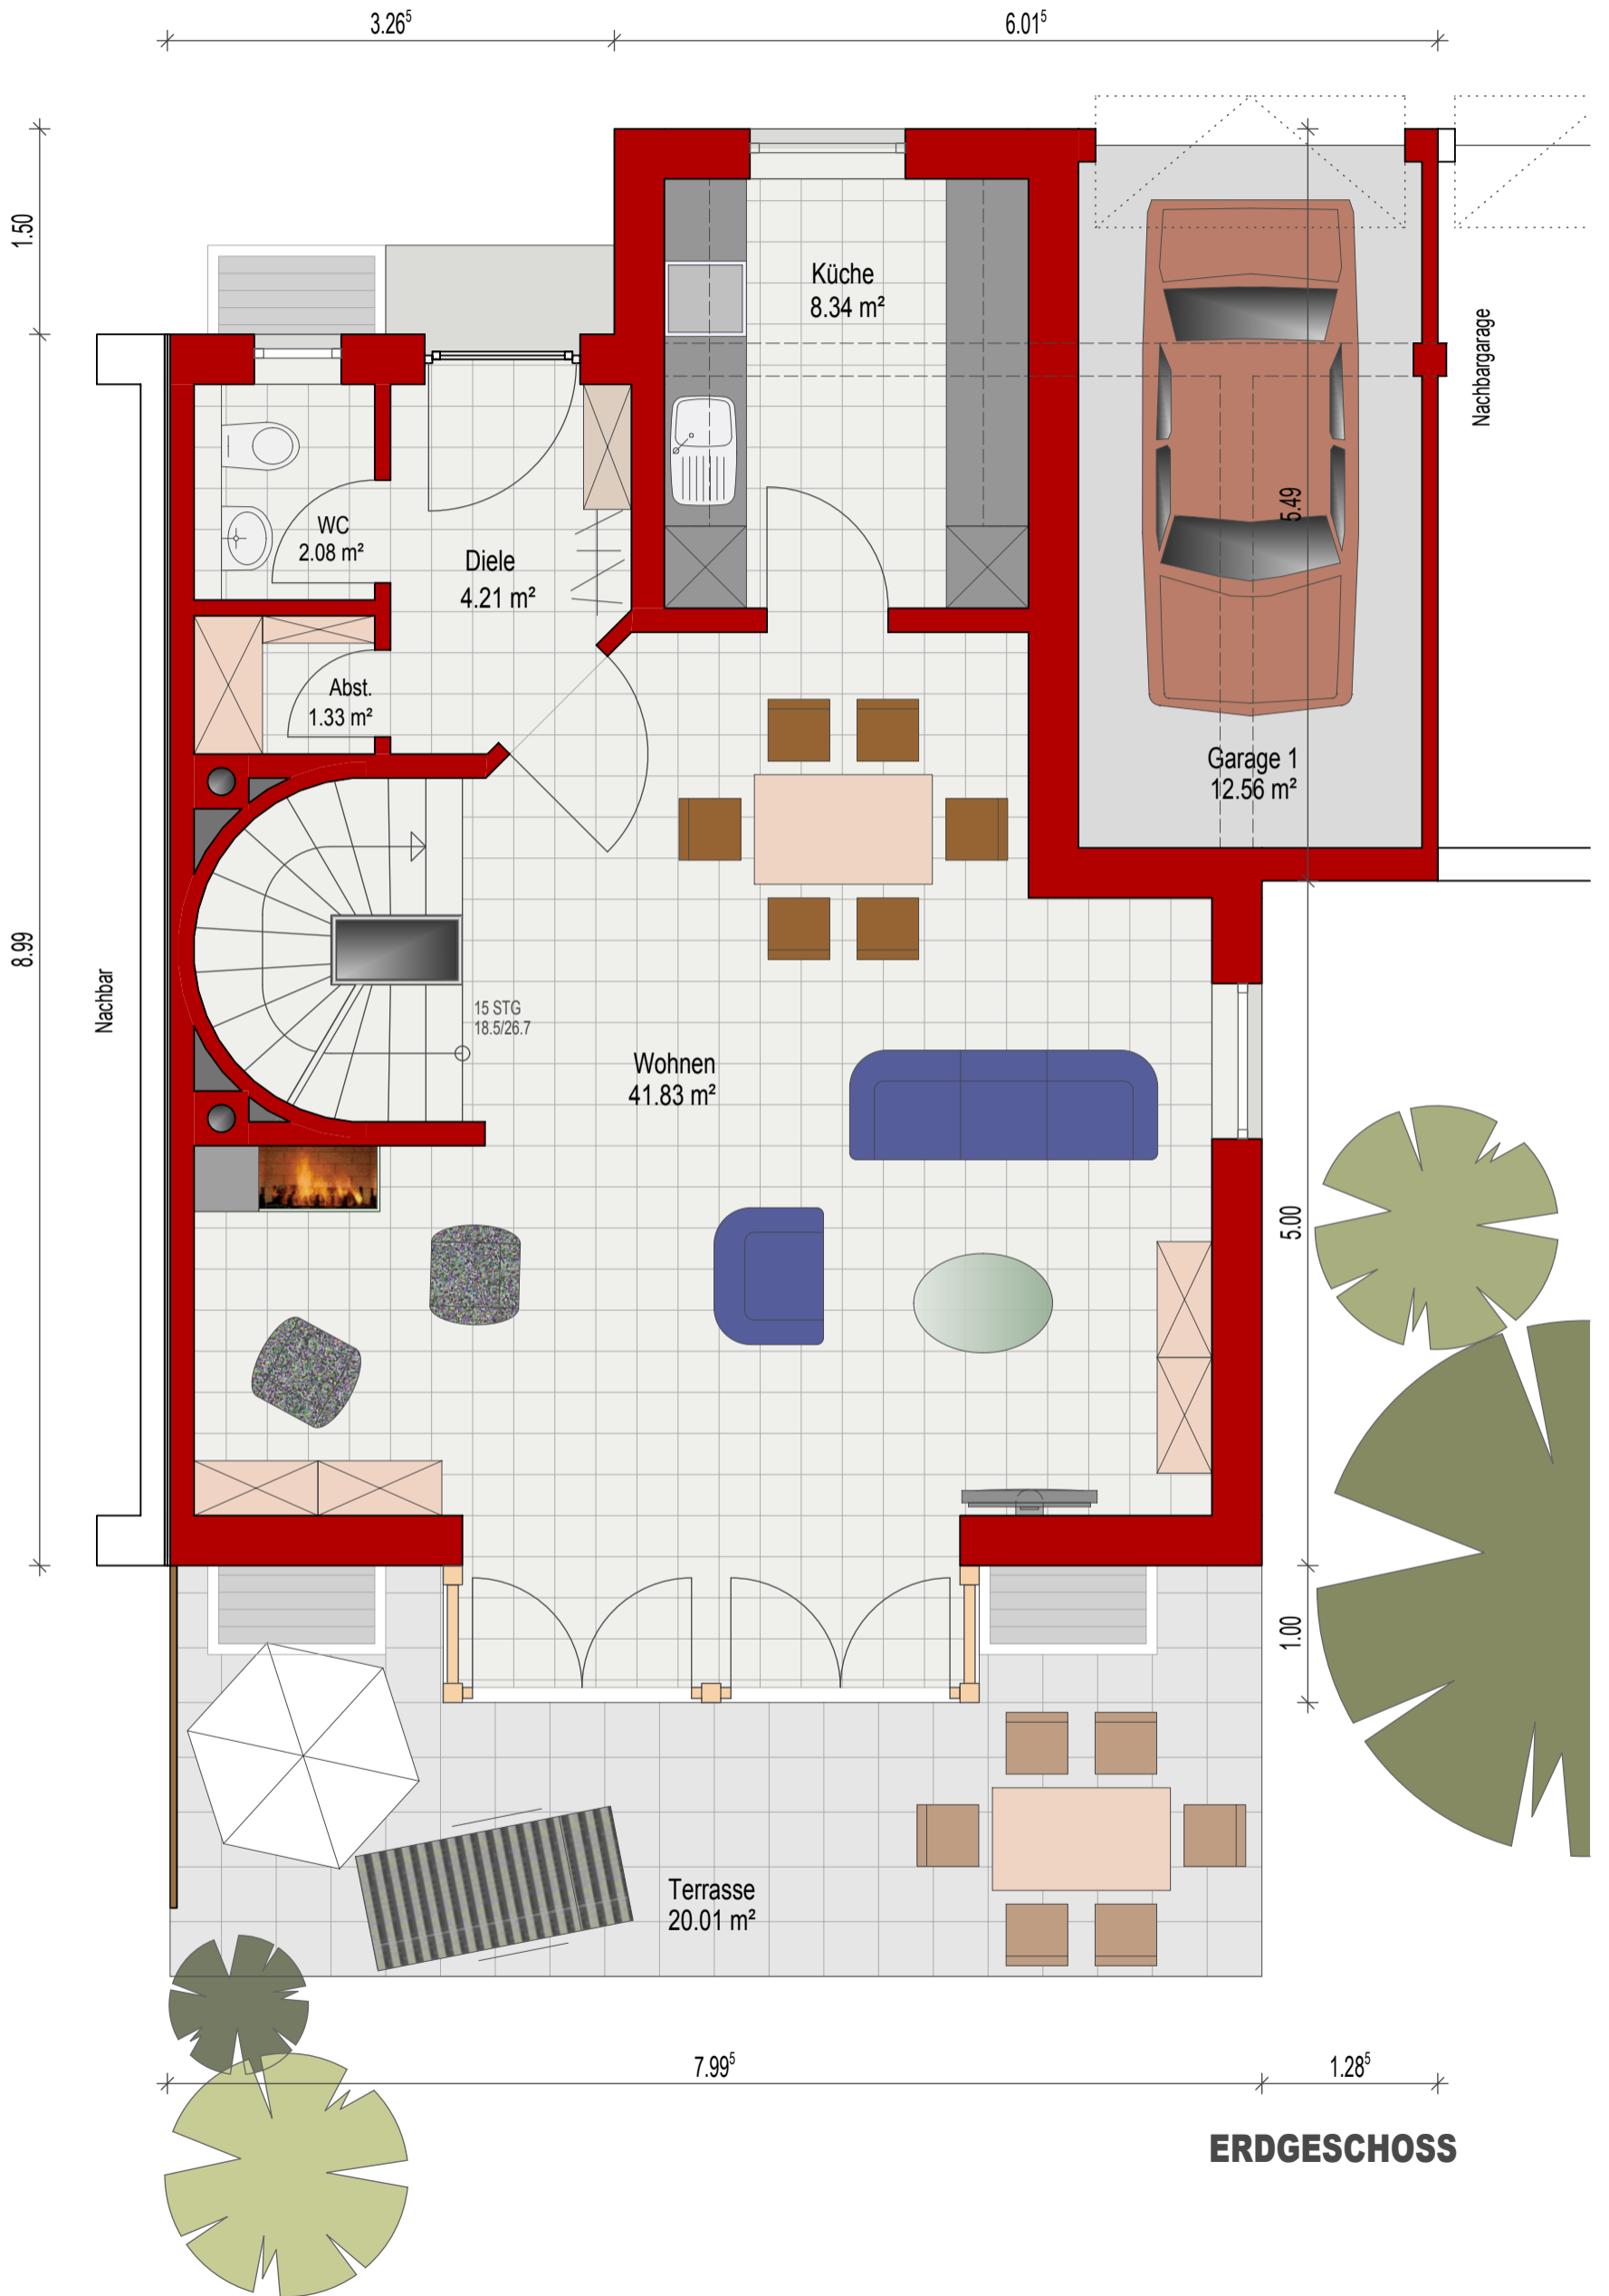 3.26⁵
6.01⁵
1.50
Küche
8.34 m²
Nachbargarage
5.49
WC
2.08 m²
Diele
4.21 m²
Abst.
1.33 m²
Garage 1
12.56 m²
8.99
Nachbar
15 STG
18.5/26.7
Wohnen
41.83 m²
5.00
1.00
Terrasse
20.01 m²
7.99⁵
1.28⁵
ERDGESCHOSS